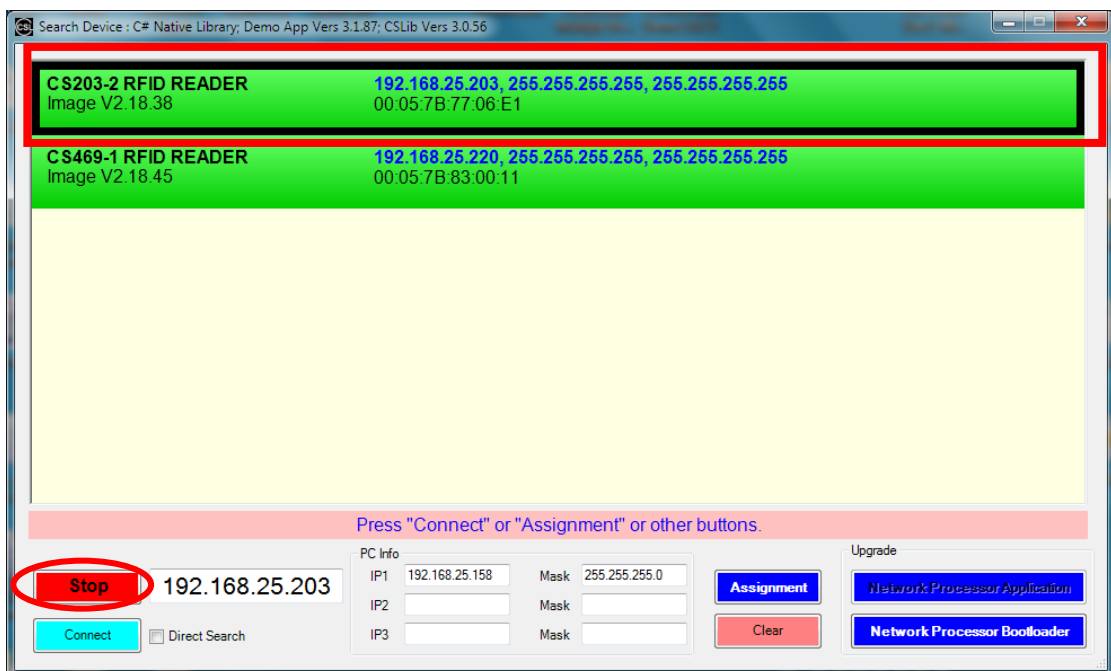 Search Device : C# Native Library; Demo App Vers 3.1.87; CSLib Vers 3.0.56
CS203-2 RFID READER 192.168.25.203, 255.255.255.255, 255.255.255.255
Image V2.18.38 00:05:7B:77:06:E1
CS469-1 RFID READER 192.168.25.220, 255.255.255.255, 255.255.255.255
Image V2.18.45 00:05:7B:83:00:11
Press "Connect" or "Assignment" or other buttons.
PC Info Upgrade
Stop 192.168.25.203 IP1 192.168.25.158 Mask 255.255.255.0 Assignment Network Processor Application
IP2 Mask
Connect Direct Search IP3 Mask Clear Network Processor Bootloader